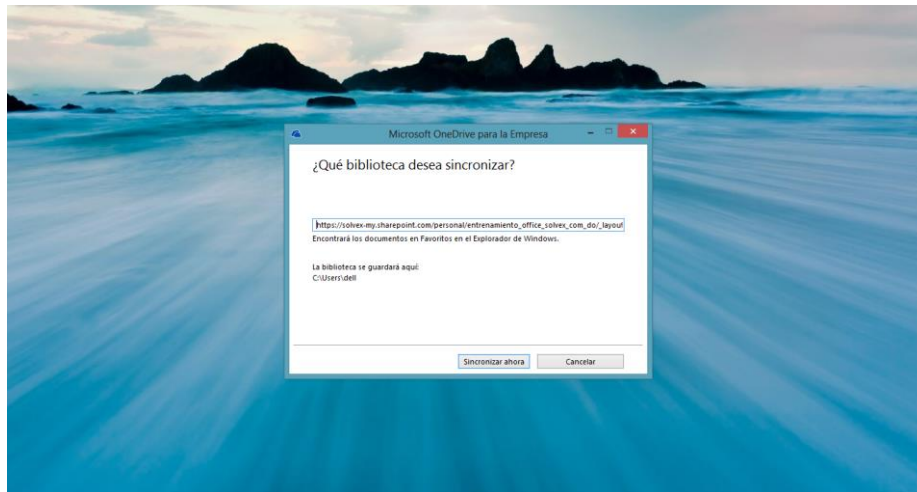 Microsoft OneDrive para la Empresa
¿Qué biblioteca desea sincronizar?
https://solvex-my.sharepoint.com/personal/entrenamiento_office_solvex_com_do/_layout
Encontrará los documentos en Favoritos en el Explorador de Windows.
La biblioteca se guardará aquí:
C:\Users\dell
Sincronizar ahora Cancelar